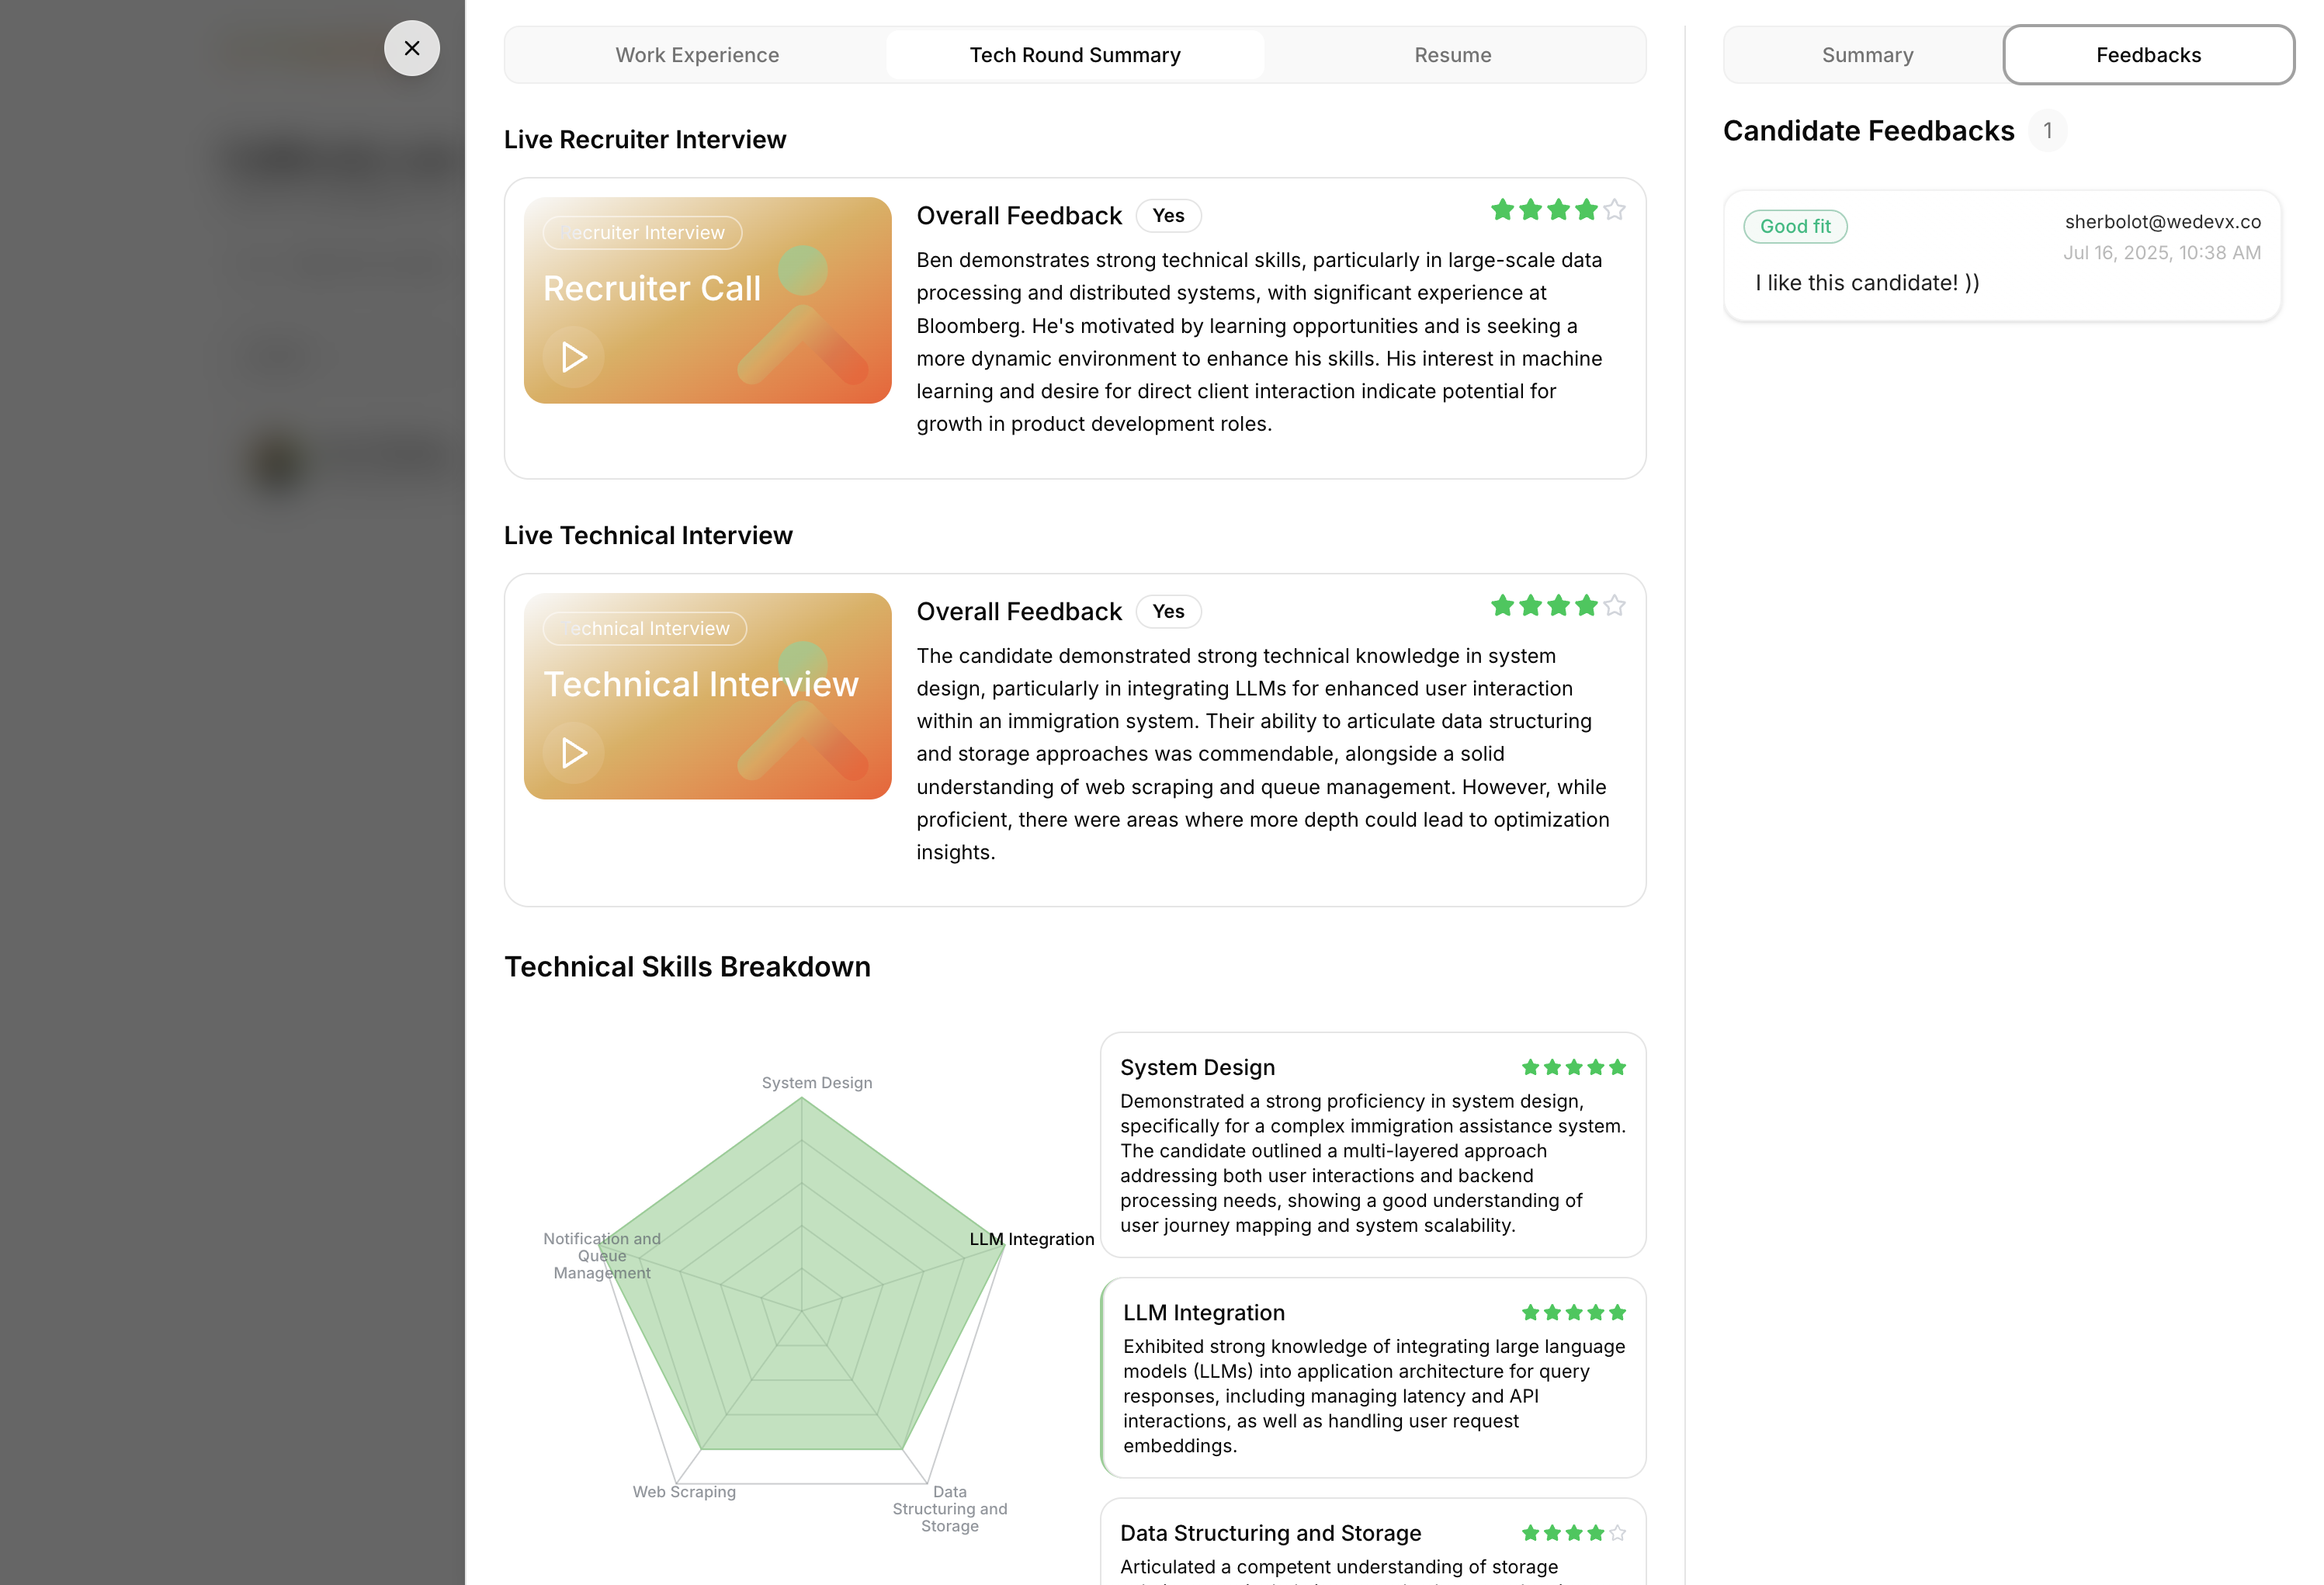 Work Experience
Tech Round Summary
Resume
Live Recruiter Interview
Recruiter Interview
Recruiter Call
Overall Feedback
Yes
Ben demonstrates strong technical skills, particularly in large-scale data
processing and distributed systems, with significant experience at
Bloomberg. He's motivated by learning opportunities and is seeking a
more dynamic environment to enhance his skills. His interest in machine
learning and desire for direct client interaction indicate potential for
growth in product development roles.
Live Technical Interview
Technical Interview
Technical Interview
Overall Feedback
Yes
The candidate demonstrated strong technical knowledge in system
design, particularly in integrating LLMs for enhanced user interaction
within an immigration system. Their ability to articulate data structuring
and storage approaches was commendable, alongside a solid
understanding of web scraping and queue management. However, while
proficient, there were areas where more depth could lead to optimization
insights.
Technical Skills Breakdown
System Design
LLM Integration
Data
Structuring and
Storage
Web Scraping
Notification and
Queue
Management
System Design
Demonstrated a strong proficiency in system design,
specifically for a complex immigration assistance system.
The candidate outlined a multi-layered approach
addressing both user interactions and backend
processing needs, showing a good understanding of
user journey mapping and system scalability.
LLM Integration
Exhibited strong knowledge of integrating large language
models (LLMs) into application architecture for query
responses, including managing latency and API
interactions, as well as handling user request
embeddings.
Data Structuring and Storage
Articulated a competent understanding of storage
Summary
Feedbacks
Candidate Feedbacks
1
Good fit
sherbolot@wedevx.co
Jul 16, 2025, 10:38 AM
I like this candidate! ))